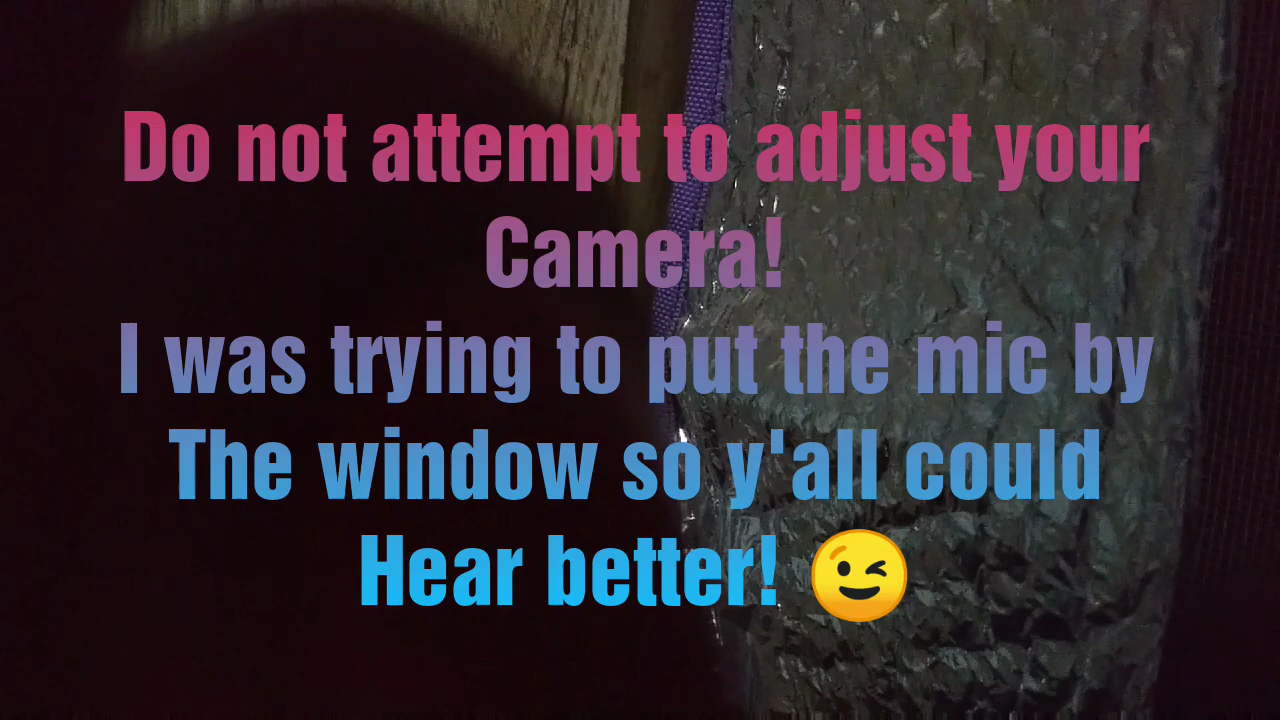 Do not attempt to adjust your
Camera!
I was trying to put the mic by
The window so y'all could
Hear better! 😉